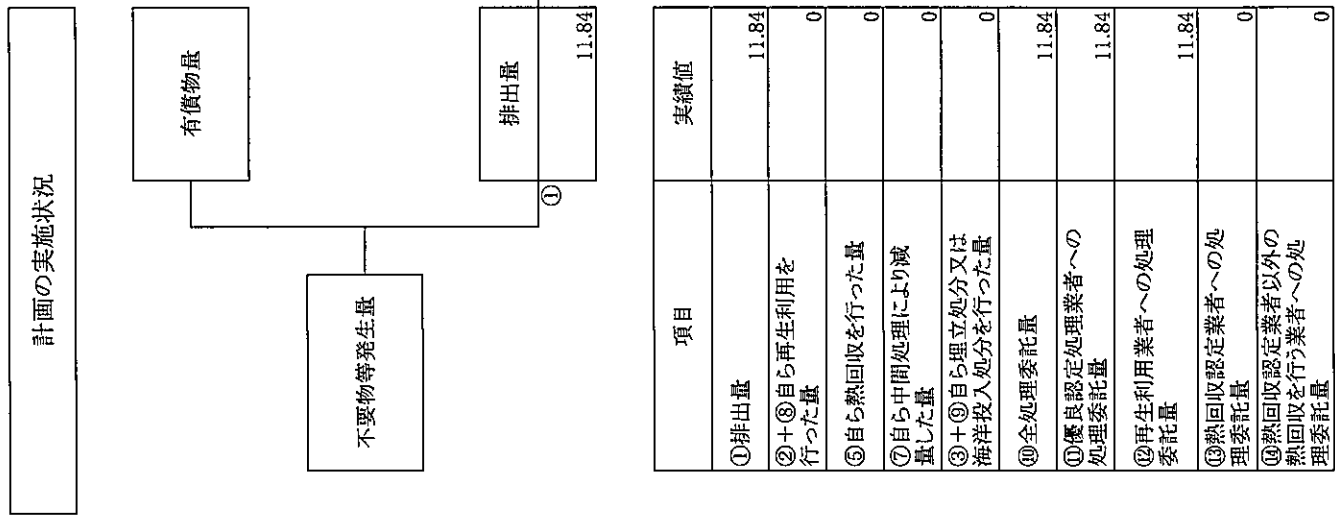 計画の実施状況
有償物量
不要物等発生量
排出量
①
11.84
項目
実績値
①排出量
11.84
②+⑧自ら再生利用を
行った量
0
⑤自ら熱回収を行った量
0
⑦自ら中間処理により減
量した量
0
③+⑨自ら埋立処分又は
海洋投入処分を行った量
0
⑩全処理委託量
11.84
⑪優良認定処理業者への
処理委託量
11.84
⑫再生利用業者への処理
委託量
11.84
⑬熱回収認定業者への処
理委託量
0
⑭熱回収認定業者以外の
熱回収を行う業者への処
理委託量
0